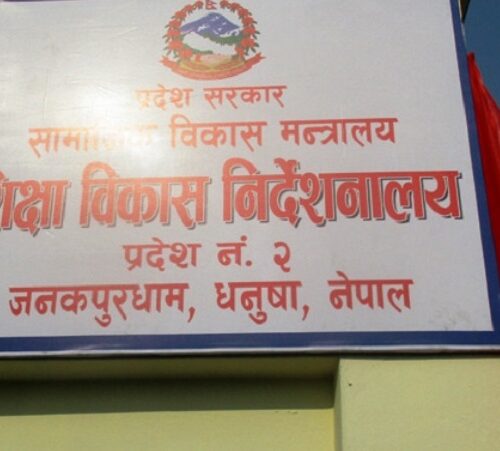 प्रदेश सरकार
सामाजिक विकास मन्त्रालय
शिक्षा विकास निर्देशनालय
प्रदेश नं. २
जनकपुरधाम, धनुषा, नेपाल